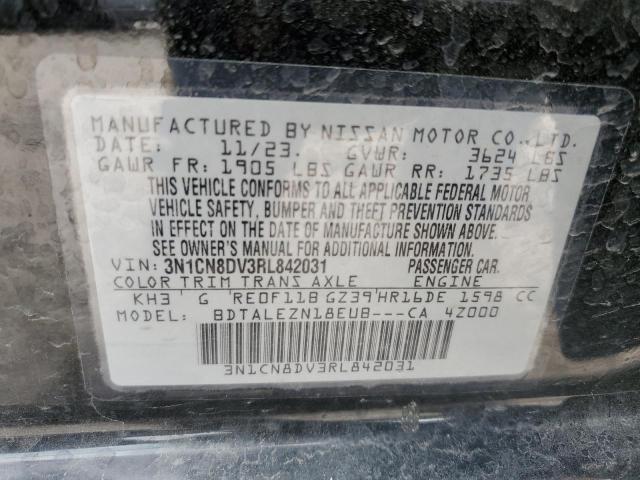 MANUFACTURED BY NISSAN MOTOR CO.,LTD.
DATE: 11/23. GVWR: 3624 LBS
GAWR FR: 1905 LBS GAWR RR: 1735 LBS
THIS VEHICLE CONFORMS TO ALL APPLICABLE FEDERAL MOTOR
VEHICLE SAFETY, BUMPER AND THEFT PREVENTION STANDARDS
IN EFFECT ON THE DATE OF MANUFACTURE SHOWN ABOVE.
SEE OWNER'S MANUAL FOR ADDITIONAL INFORMATION.
VIN: 3N1CN8DV3RL842031 PASSENGER CAR.
COLOR TRIM TRANS AXLE ENGINE
KH3 G RE0F11B GZ39 HR16DE 1598 CC
BDTALEZN18EUB---CA 4Z000
3N1CN8DV3RL842031